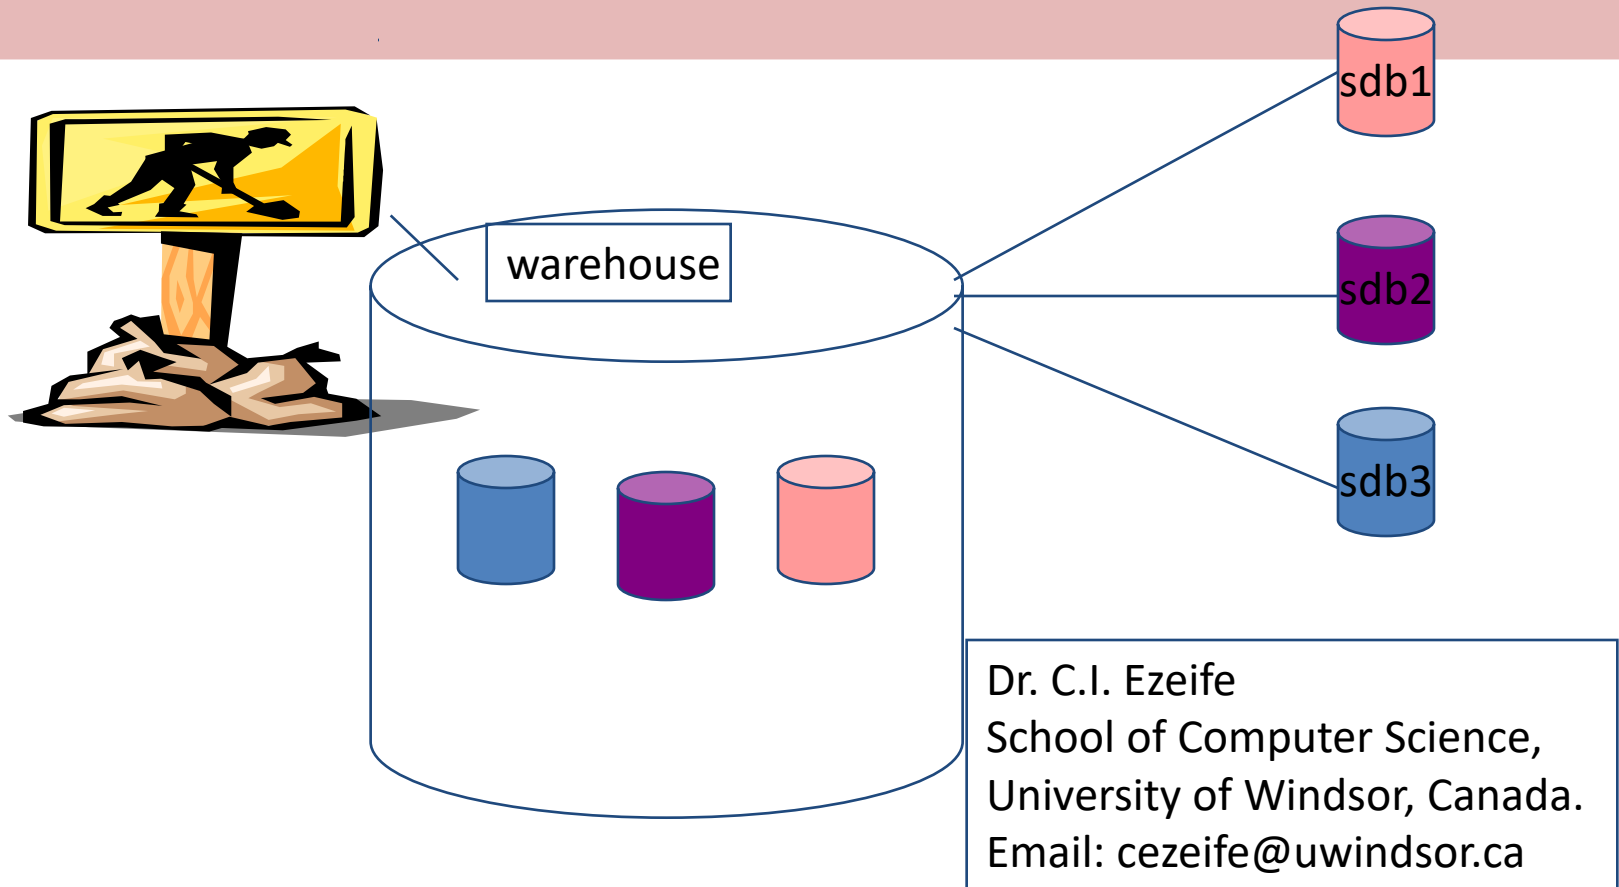 sdb1
warehouse
sdb2
sdb3
Dr. C.I. Ezeife
School of Computer Science,
University of Windsor, Canada.
Email: cezeife@uwindsor.ca